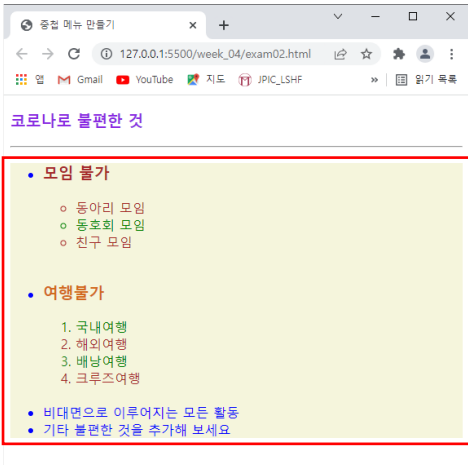 중첩 메뉴 만들기
127.0.0.1:5500/week_04/exam02.html
앱 Gmail YouTube 지도 JPIC_LSHF » 읽기 목록
코로나로 불편한 것
모임 불가
동아리 모임
동호회 모임
친구 모임
여행불가
1. 국내여행
2. 해외여행
3. 배낭여행
4. 크루즈여행
비대면으로 이루어지는 모든 활동
기타 불편한 것을 추가해 보세요